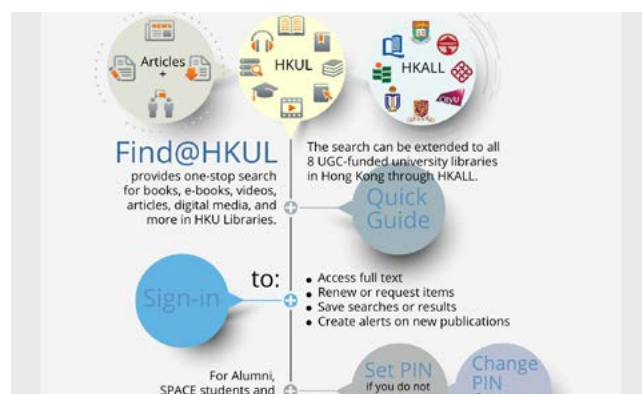 NEWS
Articles
+
HKUL
HKALL
CityU
Find@HKUL
provides one-stop search
for books, e-books, videos,
articles, digital media, and
more in HKU Libraries.
The search can be extended to all
8 UGC-funded university libraries
in Hong Kong through HKALL.
Quick
Guide
Sign-in
to:
Access full text
Renew or request items
Save searches or results
Create alerts on new publications
For Alumni,
SPACE students and
Set PIN
if you do not
Change
PIN